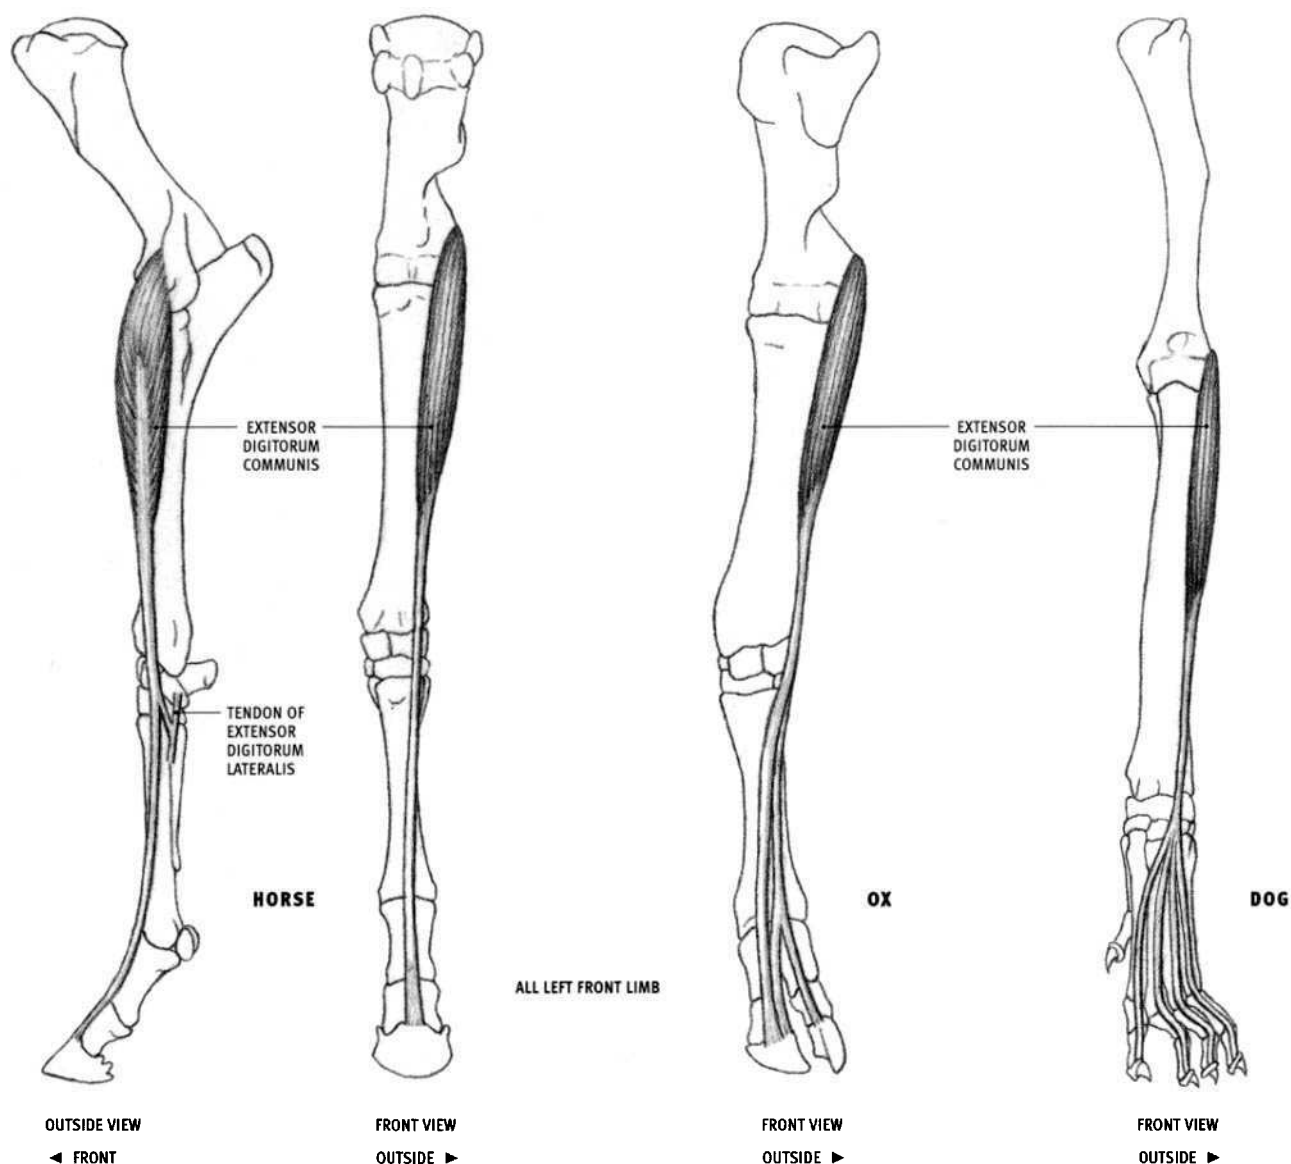 EXTENSOR
DIGITORUM
COMMUNIS
EXTENSOR
DIGITORUM
COMMUNIS
TENDON OF
EXTENSOR
DIGITORUM
LATERALIS
HORSE
OX
DOG
ALL LEFT FRONT LIMB
OUTSIDE VIEW
◄ FRONT
FRONT VIEW
OUTSIDE ►
FRONT VIEW
OUTSIDE ►
FRONT VIEW
OUTSIDE ►